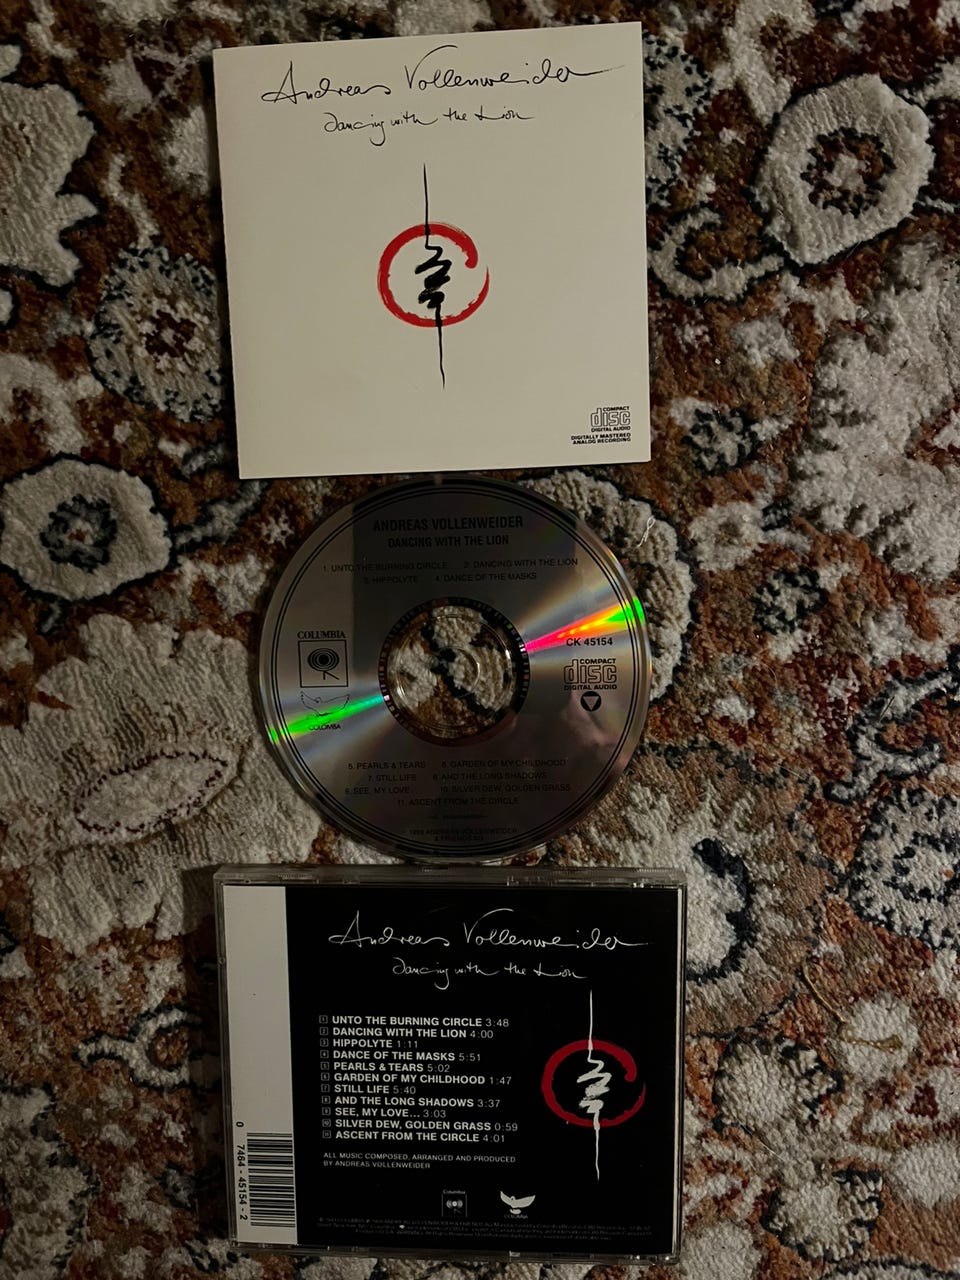 Andreas Vollenweider
Dancing with the Lion
COMPACT
disc
DIGITAL AUDIO
DIGITALLY MASTERED
ANALOG RECORDING
ANDREAS VOLLENWEIDER
DANCING WITH THE LION
1. UNTO THE BURNING CIRCLE 2. DANCING WITH THE LION
3. HIPPOLYTE 4. DANCE OF THE MASKS
COLUMBIA
COLOMBA
CK 45154
COMPACT
disc
DIGITAL AUDIO
5. PEARLS & TEARS 6. GARDEN OF MY CHILDHOOD
7. STILL LIFE 8. AND THE LONG SHADOWS
9. SEE, MY LOVE 10. SILVER DEW, GOLDEN GRASS
11. ASCENT FROM THE CIRCLE
ANDREAS VOLLENWEIDER
& FRIENDS
Andreas Vollenweider
Dancing with the Lion
1 UNTO THE BURNING CIRCLE 3:48
2 DANCING WITH THE LION 4:00
3 HIPPOLYTE 1:11
4 DANCE OF THE MASKS 5:51
5 PEARLS & TEARS 5:02
6 GARDEN OF MY CHILDHOOD 1:47
7 STILL LIFE 5:40
8 AND THE LONG SHADOWS 3:37
9 SEE, MY LOVE... 3:03
10 SILVER DEW, GOLDEN GRASS 0:59
11 ASCENT FROM THE CIRCLE 4:01
ALL MUSIC COMPOSED, ARRANGED AND PRODUCED
BY ANDREAS VOLLENWEIDER
Columbia
COLOMBA
0 7464-45154-2